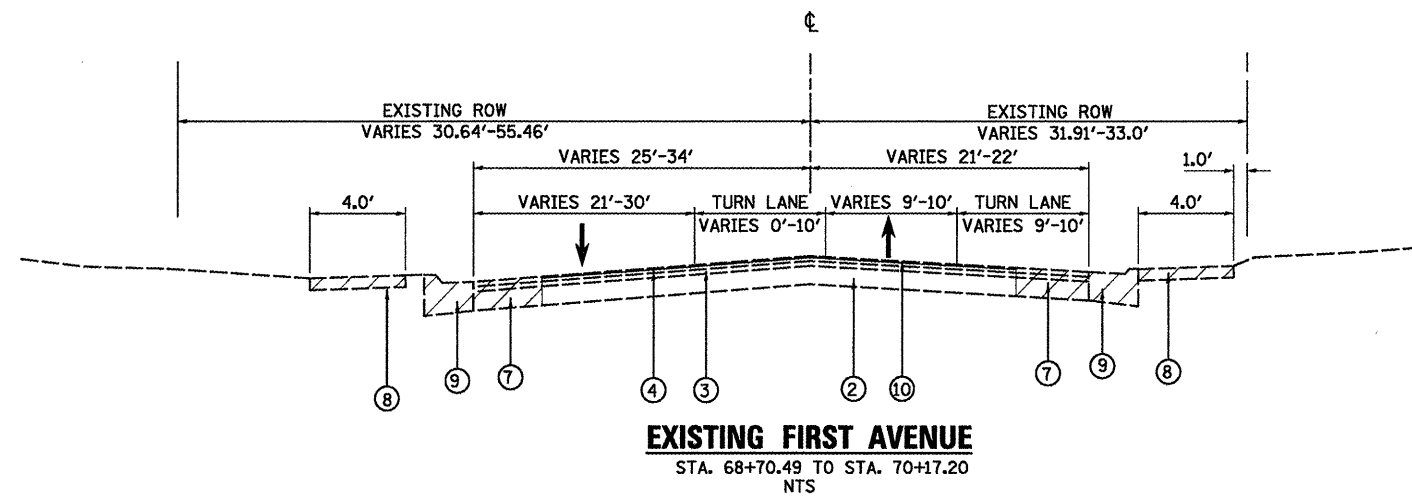 ℄
EXISTING ROW
VARIES 30.64'-55.46'
EXISTING ROW
VARIES 31.91'-33.0'
VARIES 25'-34'
VARIES 21'-22'
1.0'
4.0'
VARIES 21'-30'
TURN LANE
VARIES 0'-10'
VARIES 9'-10'
TURN LANE
VARIES 9'-10'
4.0'
8
9
7
4
3
2
10
7
9
8
EXISTING FIRST AVENUE
STA. 68+70.49 TO STA. 70+17.20
NTS